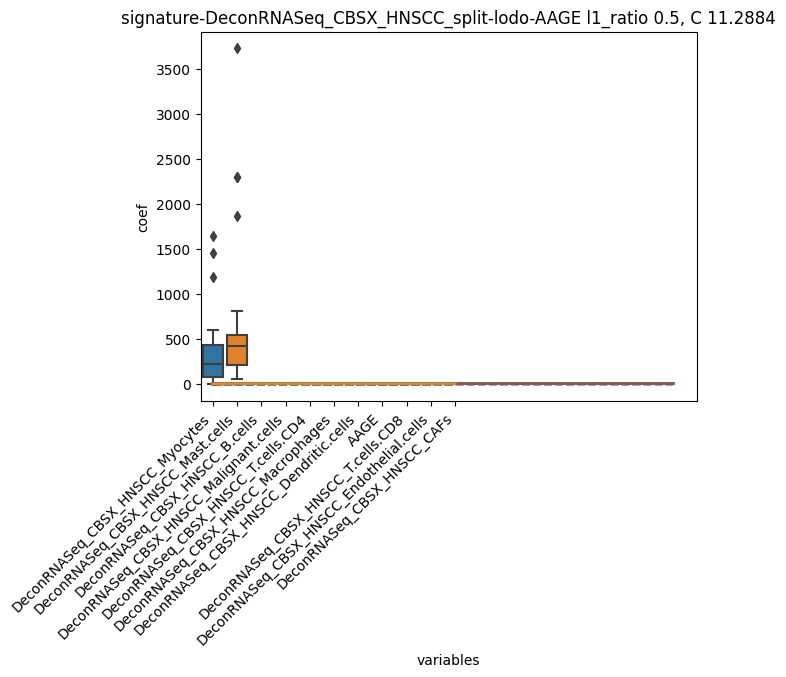 signature-DeconRNASeq_CBSX_HNSCC_split-lodo-AAGE l1_ratio 0.5, C 11.2884
3500
3000
2500
2000
1500
1000
500
0
coef
DeconRNASeq_CBSX_HNSCC_Myocytes
DeconRNASeq_CBSX_HNSCC_Mast.cells
DeconRNASeq_CBSX_HNSCC_B.cells
DeconRNASeq_CBSX_HNSCC_Malignant.cells
DeconRNASeq_CBSX_HNSCC_T.cells.CD4
DeconRNASeq_CBSX_HNSCC_Macrophages
DeconRNASeq_CBSX_HNSCC_Dendritic.cells
AAGE
DeconRNASeq_CBSX_HNSCC_T.cells.CD8
DeconRNASeq_CBSX_HNSCC_Endothelial.cells
DeconRNASeq_CBSX_HNSCC_CAFs
variables